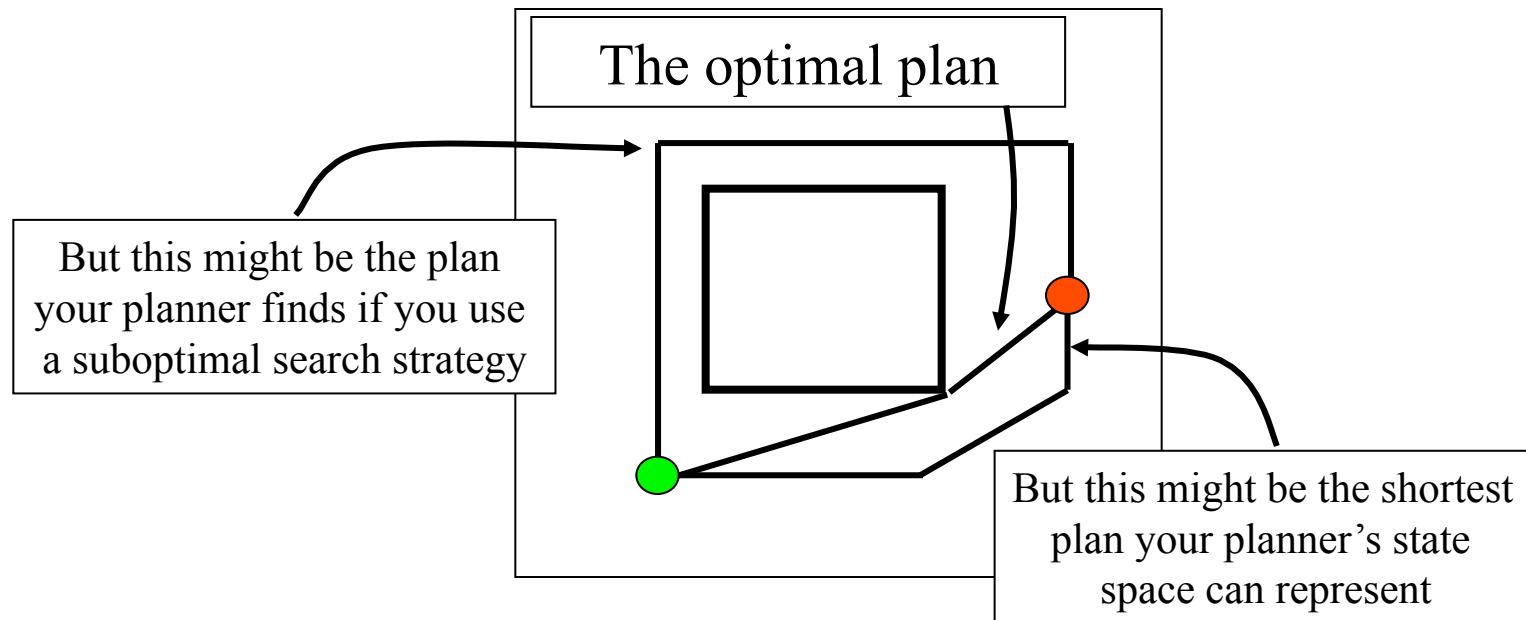 The optimal plan
But this might be the plan
your planner finds if you use
a suboptimal search strategy
But this might be the shortest
plan your planner’s state
space can represent